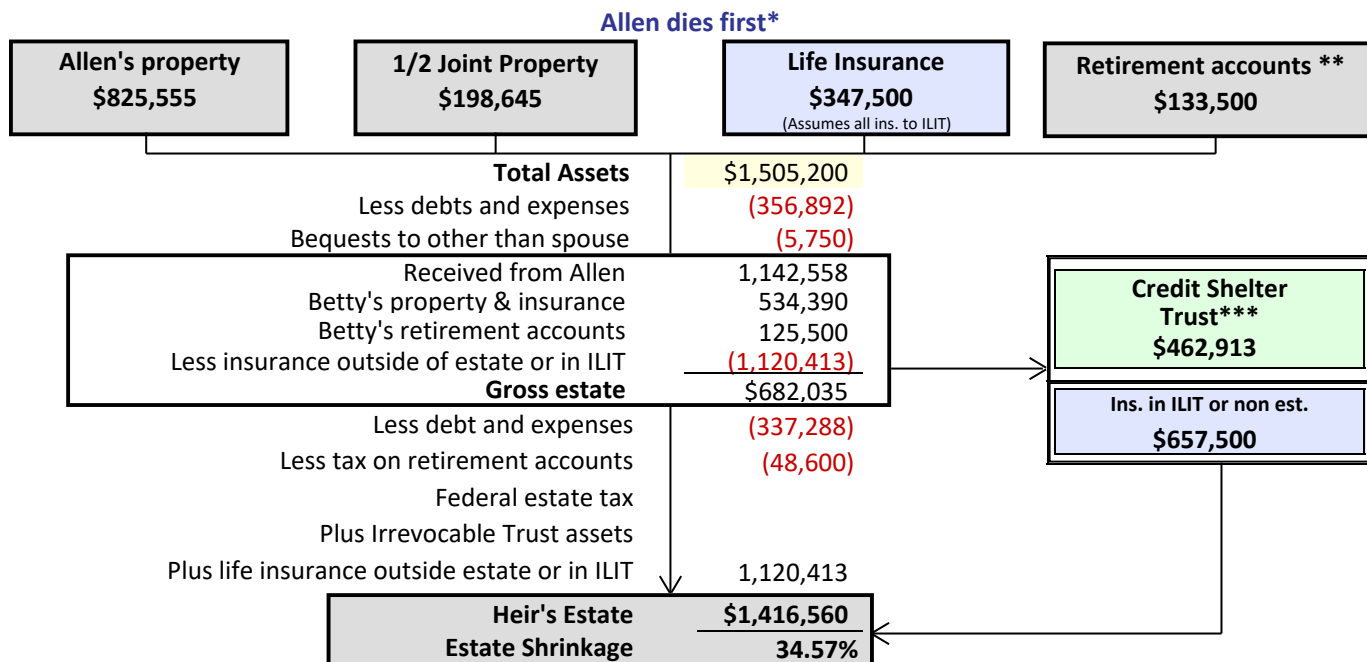 Allen dies first*
Allen's property
$825,555
1/2 Joint Property
$198,645
Life Insurance
$347,500
(Assumes all ins. to ILIT)
Retirement accounts **
$133,500
Total Assets $1,505,200
Less debts and expenses (356,892)
Bequests to other than spouse (5,750)
Received from Allen 1,142,558
Betty's property & insurance 534,390
Betty's retirement accounts 125,500
Less insurance outside of estate or in ILIT (1,120,413)
Gross estate $682,035
Credit Shelter
Trust***
$462,913
Ins. in ILIT or non est.
$657,500
Less debt and expenses (337,288)
Less tax on retirement accounts (48,600)
Federal estate tax
Plus Irrevocable Trust assets
Plus life insurance outside estate or in ILIT 1,120,413
Heir's Estate $1,416,560
Estate Shrinkage 34.57%